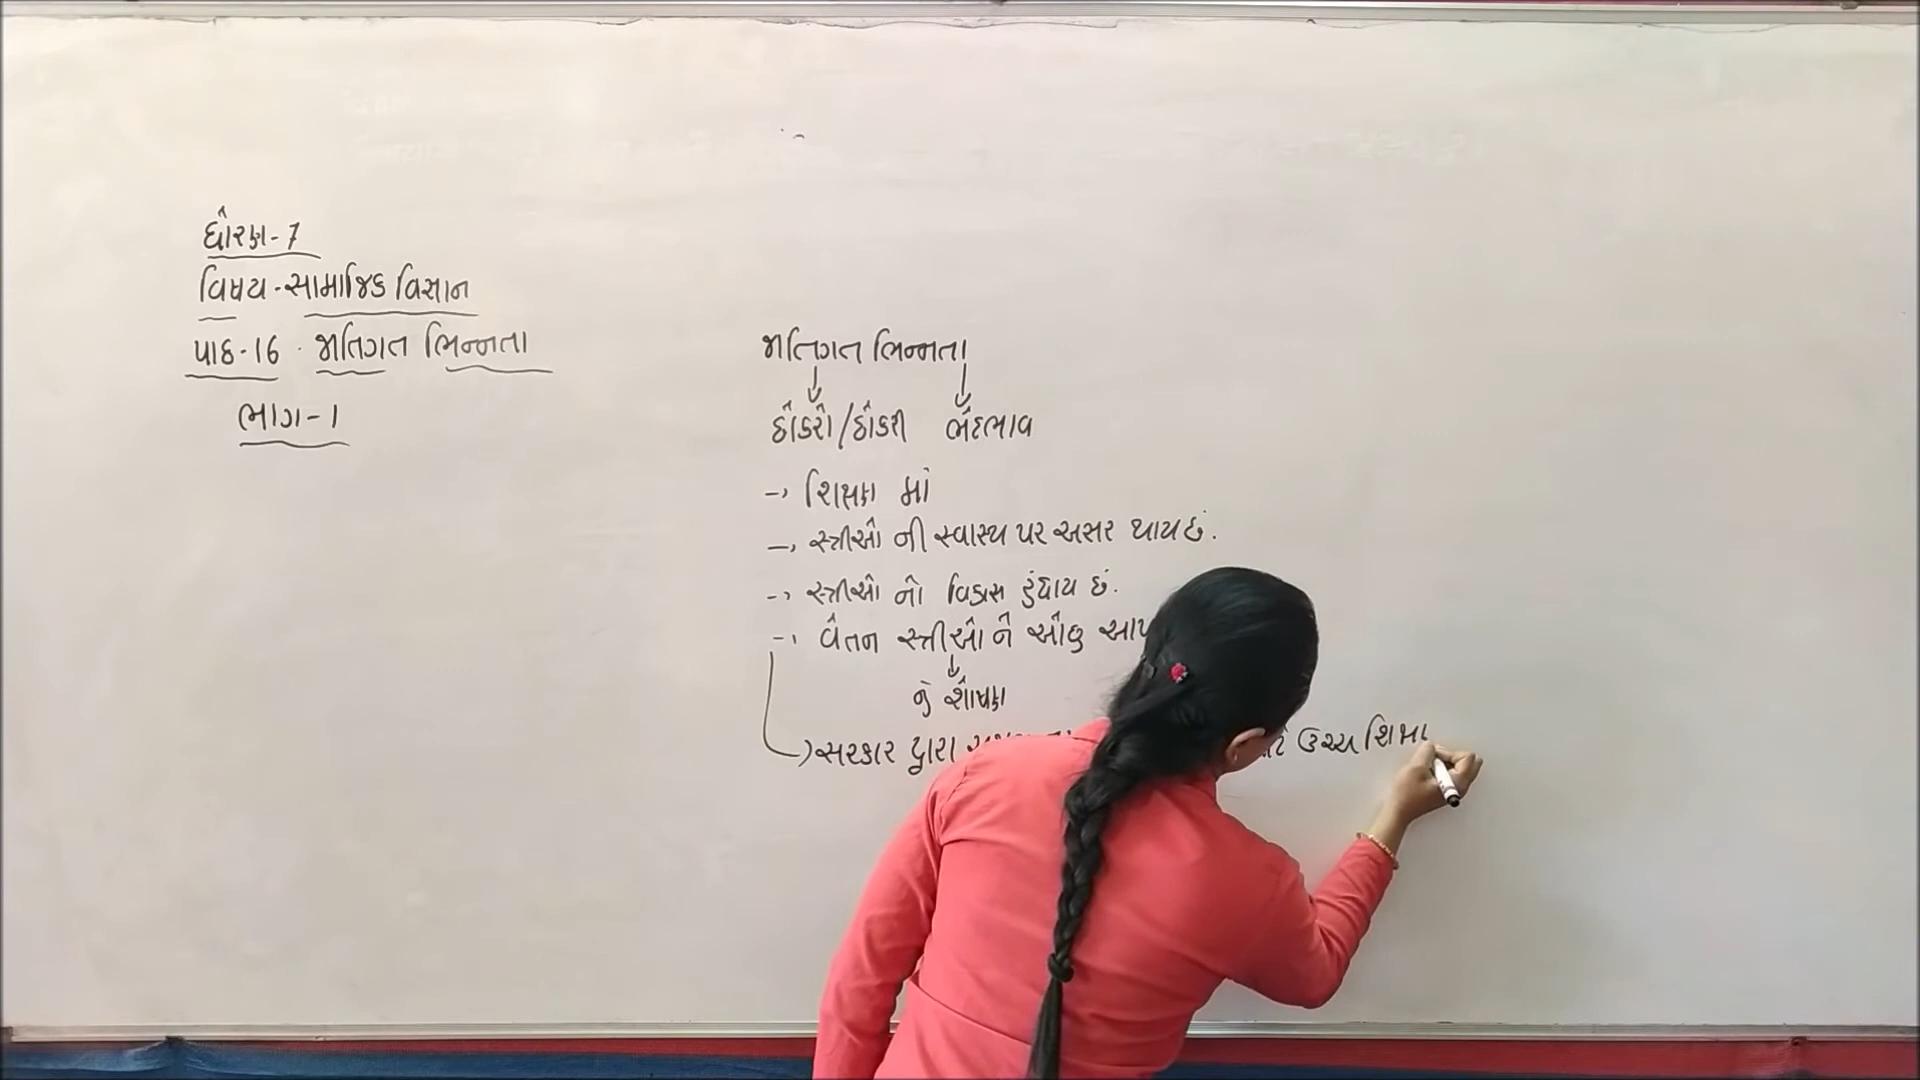 ધોરણ-7
વિષય-સામાજિક વિજ્ઞાન
પાઠ-16 જાતિગત ભિન્નતા
ભાગ-1
જાતિગત ભિન્નતા
છોકરો/છોકરી ભેદભાવ
→ શિક્ષણ માં
→ સ્ત્રીઓ ની સ્વાસ્થ પર અસર થાય છે.
→ સ્ત્રીઓ નો વિકાસ રુંધાય છે.
→ વેતન સ્ત્રીઓ ને ઓછુ
નું શોષણ
→ સરકાર દ્વારા ઉચ્ચ